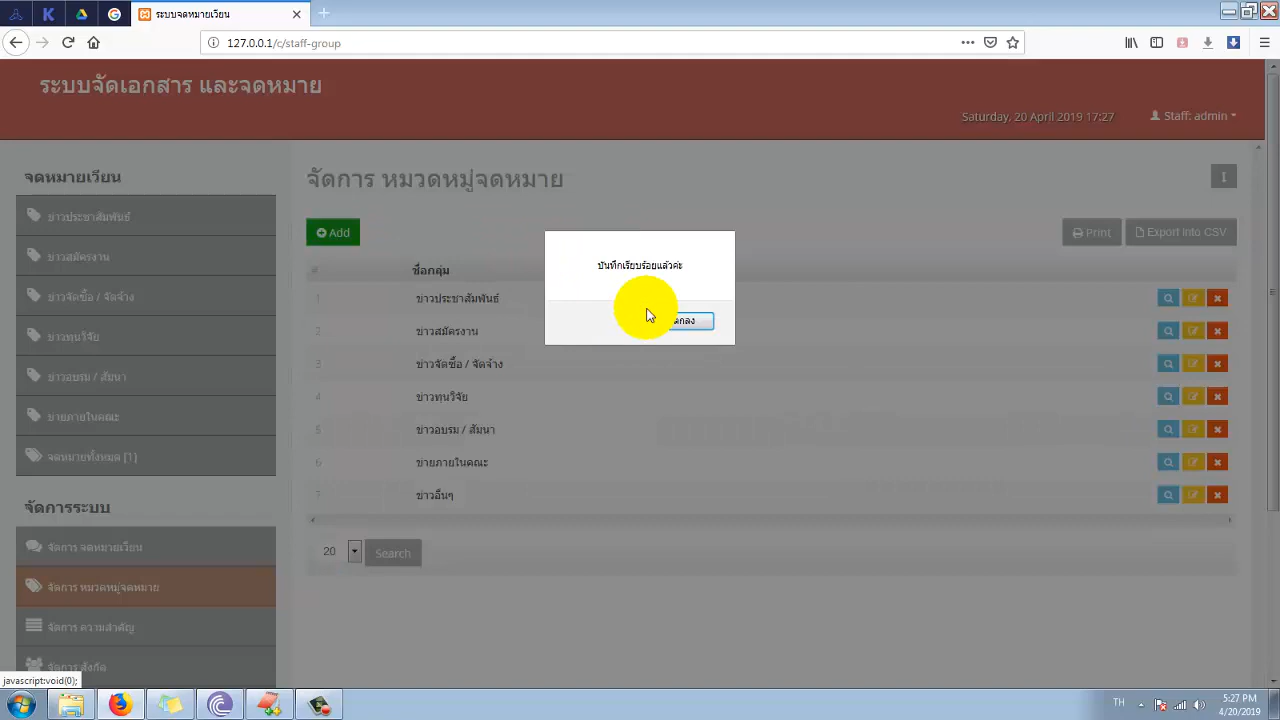 ระบบจดหมายเวียน
127.0.0.1/c/staff-group
ระบบจัดเอกสาร และจดหมาย
Saturday, 20 April 2019 17:27
Staff: admin
จดหมายเวียน
ข่าวประชาสัมพันธ์
ข่าวสมัครงาน
ข่าวจัดซื้อ / จัดจ้าง
ข่าวทุนวิจัย
ข่าวอบรม / สัมนา
ข่ายภายในคณะ
จดหมายทั้งหมด [1]
จัดการระบบ
จัดการ จดหมายเวียน
จัดการ หมวดหมู่จดหมาย
จัดการ ความสำคัญ
จัดการ สังกัด
จัดการ หมวดหมู่จดหมาย
Add
Print
Export Into CSV
# ชื่อกลุ่ม
1 ข่าวประชาสัมพันธ์
2 ข่าวสมัครงาน
3 ข่าวจัดซื้อ / จัดจ้าง
4 ข่าวทุนวิจัย
5 ข่าวอบรม / สัมนา
6 ข่ายภายในคณะ
7 ข่าวอื่นๆ
20
Search
บันทึกเรียบร้อยแล้วค่ะ
javascript:void(0);
TH
5:27 PM
4/20/2019